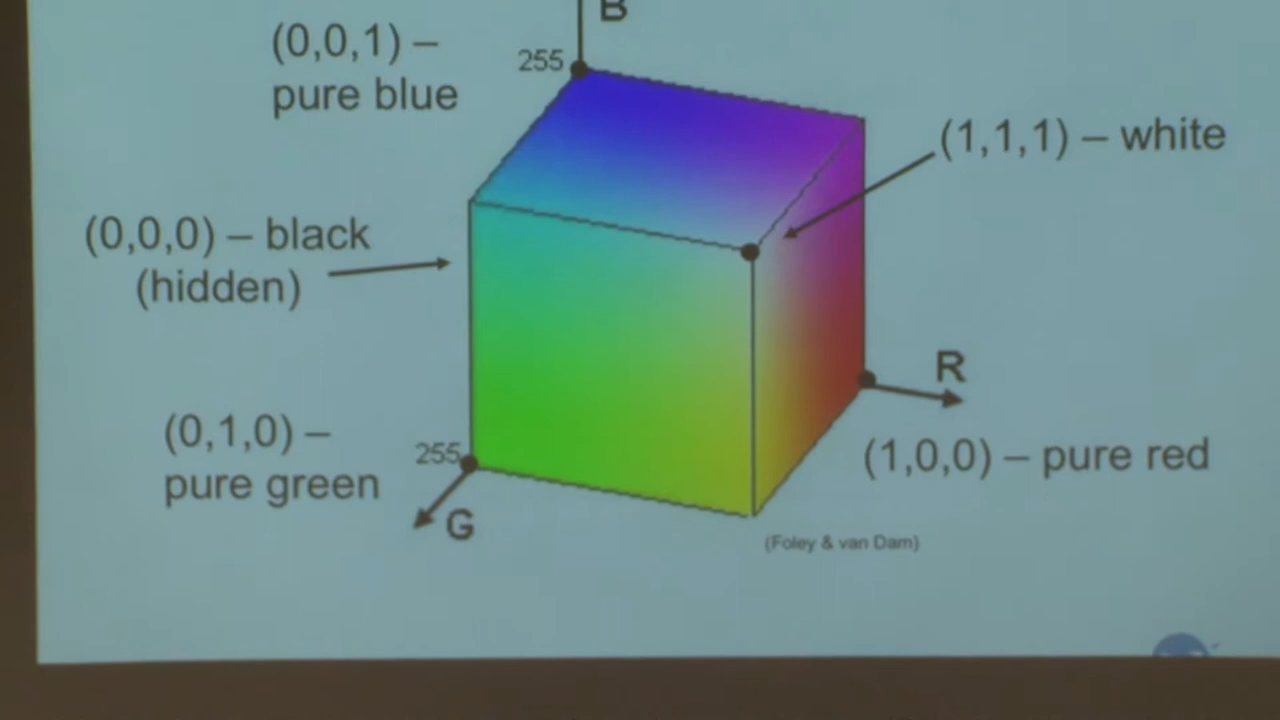 B
(0,0,1) –
pure blue
255
(1,1,1) – white
(0,0,0) – black
(hidden)
R
(0,1,0) –
pure green
255
(1,0,0) – pure red
G
(Foley & van Dam)